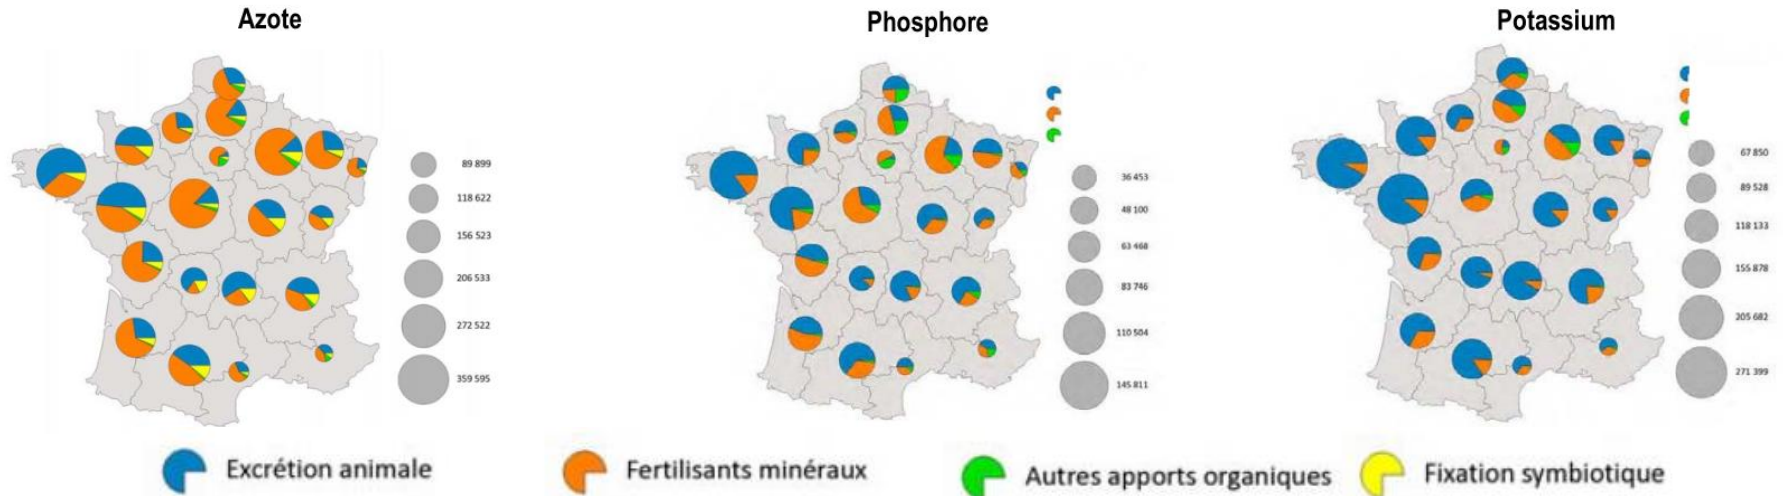 Azote
Phosphore
Potassium
89 899
118 622
156 523
206 533
272 522
359 595
36 453
48 100
63 468
83 746
110 504
145 811
67 850
89 528
118 133
155 878
205 682
271 399
Excrétion animale
Fertilisants minéraux
Autres apports organiques
Fixation symbiotique